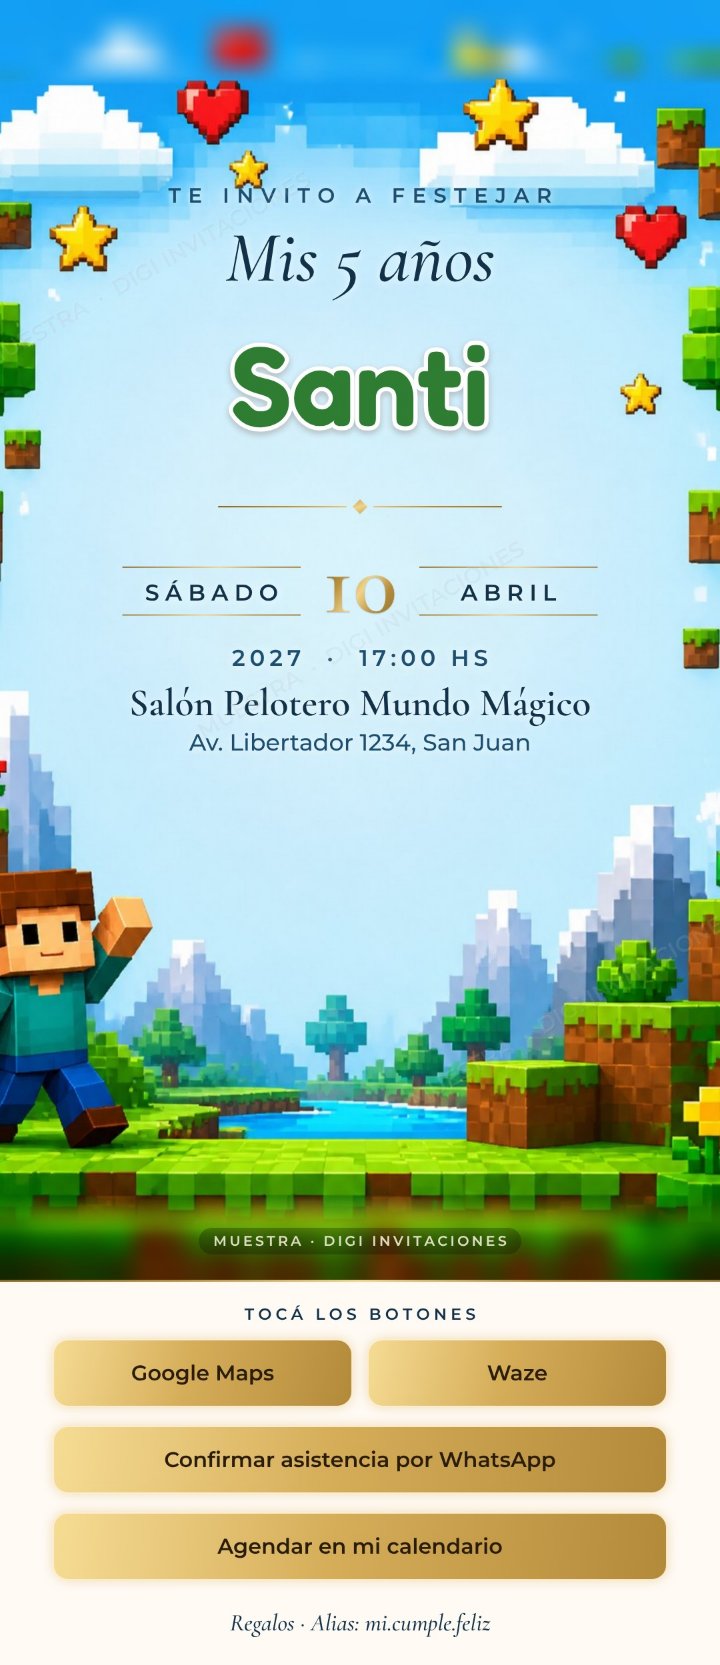 TE INVITO A FESTEJAR
Mis 5 años
Santi
SÁBADO 10 ABRIL
2027 · 17:00 HS
Salón Pelotero Mundo Mágico
Av. Libertador 1234, San Juan
MUESTRA · DIGI INVITACIONES
TOCÁ LOS BOTONES
Google Maps Waze
Confirmar asistencia por WhatsApp
Agendar en mi calendario
Regalos · Alias: mi.cumple.feliz